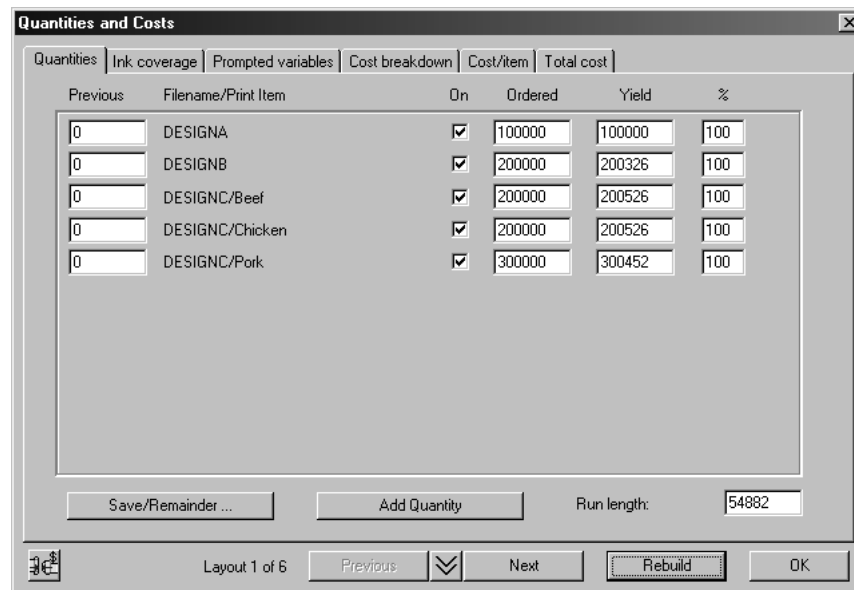 Quantities and Costs
Quantities Ink coverage Prompted variables Cost breakdown Cost/item Total cost
Previous Filename/Print Item On Ordered Yield %
0 DESIGNA 100000 100000 100
0 DESIGNB 200000 200326 100
0 DESIGNC/Beef 200000 200526 100
0 DESIGNC/Chicken 200000 200526 100
0 DESIGNC/Pork 300000 300452 100
Save/Remainder ... Add Quantity Run length: 54882
Layout 1 of 6 Previous Next Rebuild OK